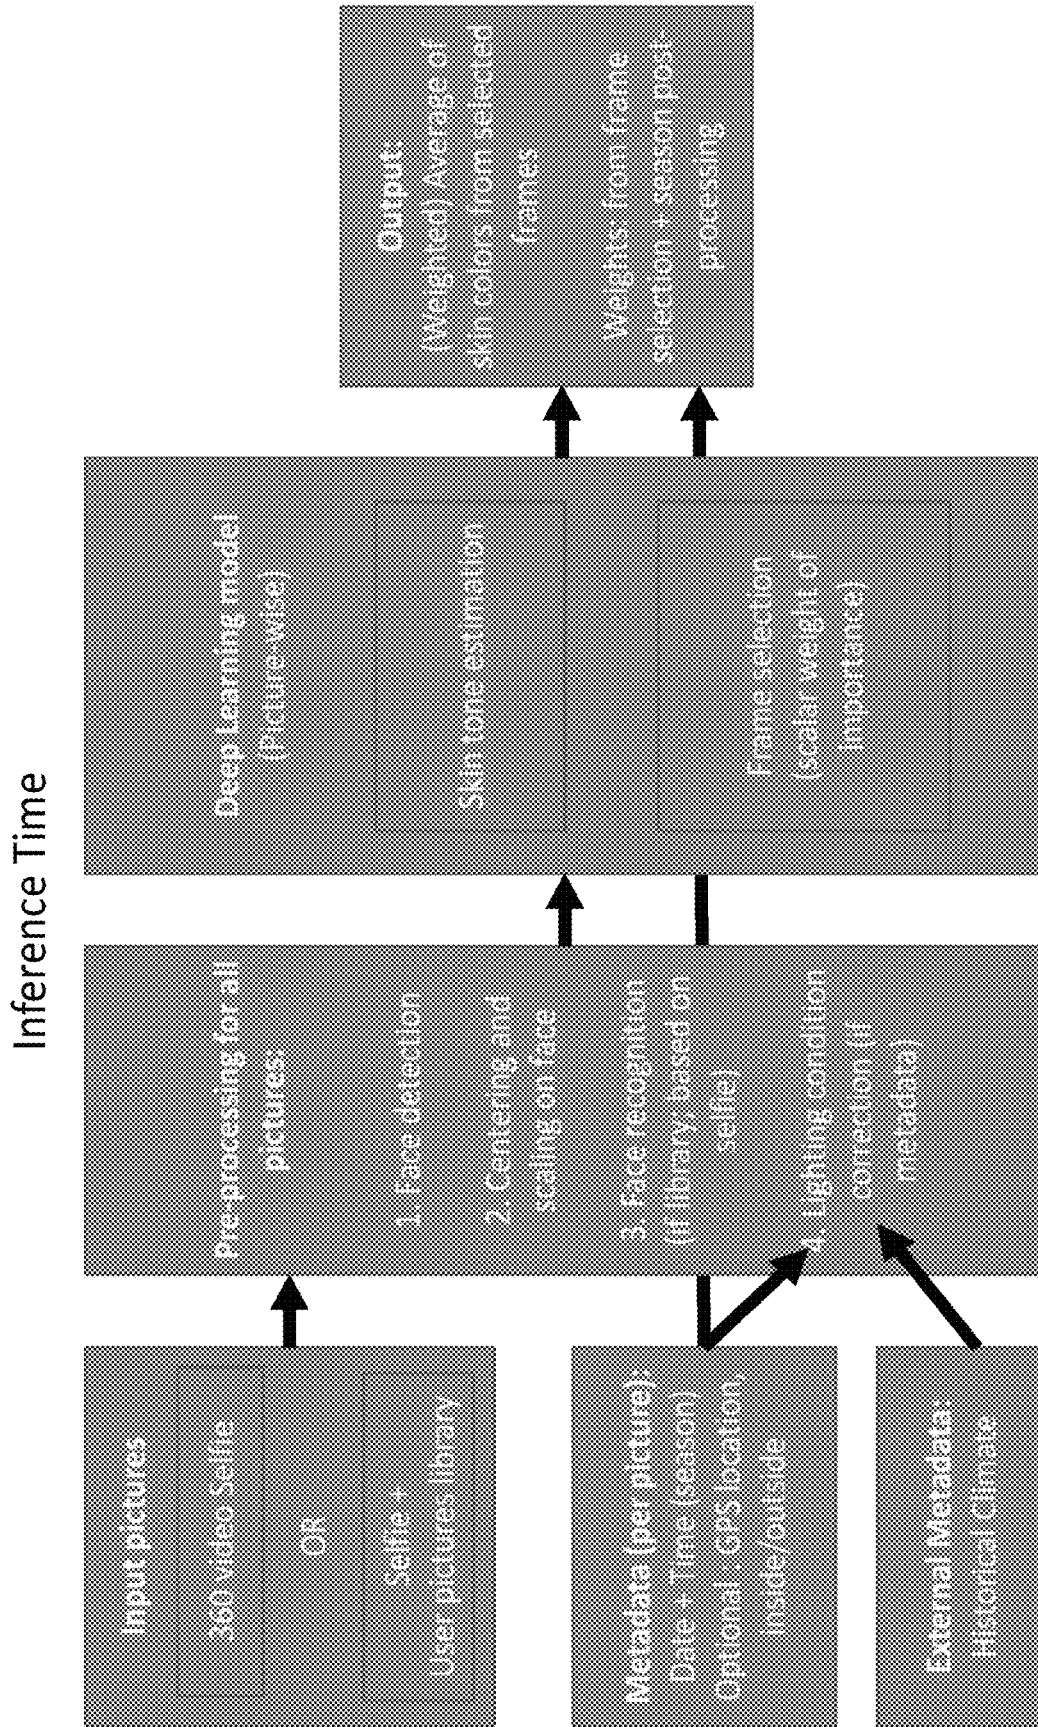 Inference Time
Input pictures
360 video Selfie
OR
Selfie +
User pictures library
Metadata (per picture):
Date + Time (season)
Optional: GPS location,
Inside/outside
External Metadata:
Historical Climate
Pre-processing for all
pictures:
1. Face detection
2. Centering and
scaling on face
3. Face recognition
(if library, based on
selfie)
4. Lighting condition
correction (if
metadata)
Deep Learning model
(Picture-wise)
Skin tone estimation
Frame selection
(scalar weight of
importance)
Output:
(Weighted) Average of
skin colors from selected
frames
Weights: from frame
selection + season post-
processing